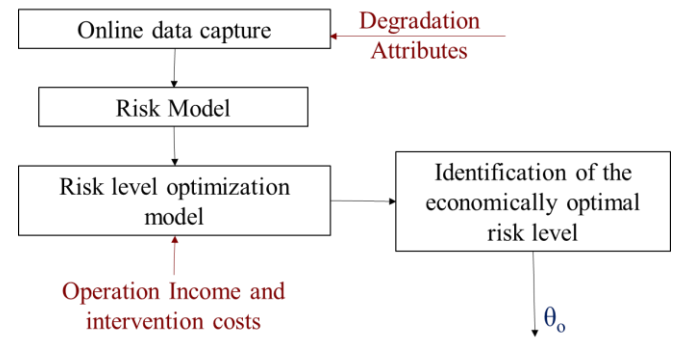 Online data capture
Degradation
Attributes
Risk Model
Risk level optimization
model
Identification of the
economically optimal
risk level
Operation Income and
intervention costs
θo